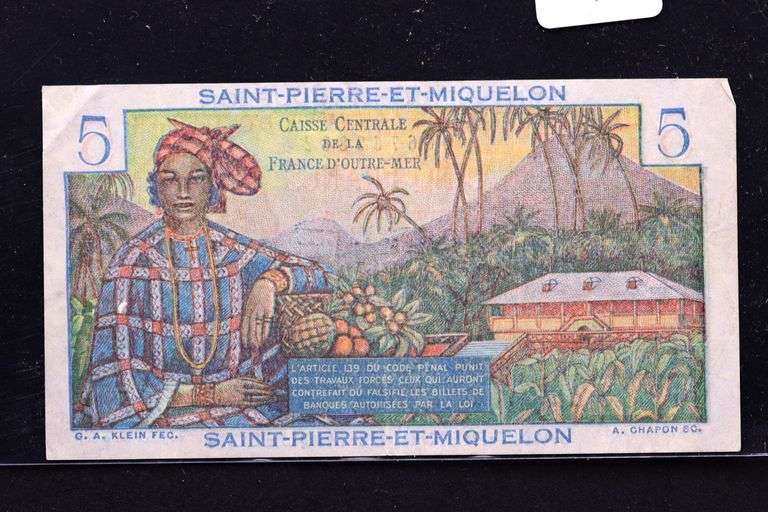 SAINT-PIERRE-ET-MIQUELON
5
5
CAISSE CENTRALE
DE LA
FRANCE D'OUTRE-MER
L'ARTICLE 139 DU CODE PÉNAL PUNIT
DES TRAVAUX FORCÉS CEUX QUI AURONT
CONTREFAIT OU FALSIFIÉ LES BILLETS DE
BANQUES AUTORISÉES PAR LA LOI.
G. A. KLEIN FEC.
SAINT-PIERRE-ET-MIQUELON
A. CHAPON SC.